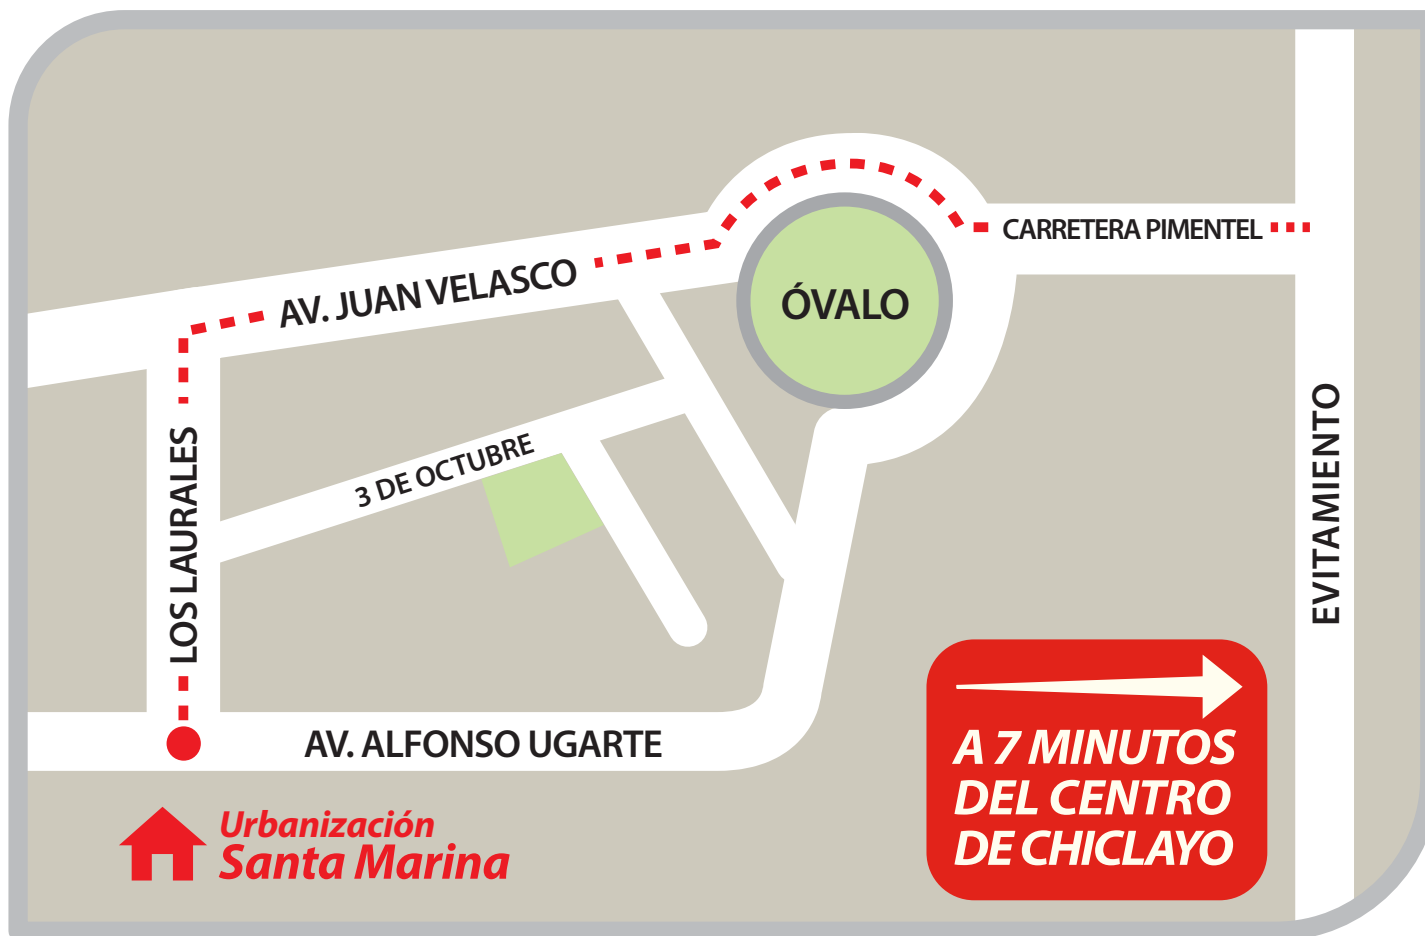 CARRETERA PIMENTEL
AV. JUAN VELASCO
ÓVALO
3 DE OCTUBRE
LOS LAURALES
EVITAMIENTO
AV. ALFONSO UGARTE
A 7 MINUTOS
DEL CENTRO
DE CHICLAYO
Urbanización
Santa Marina